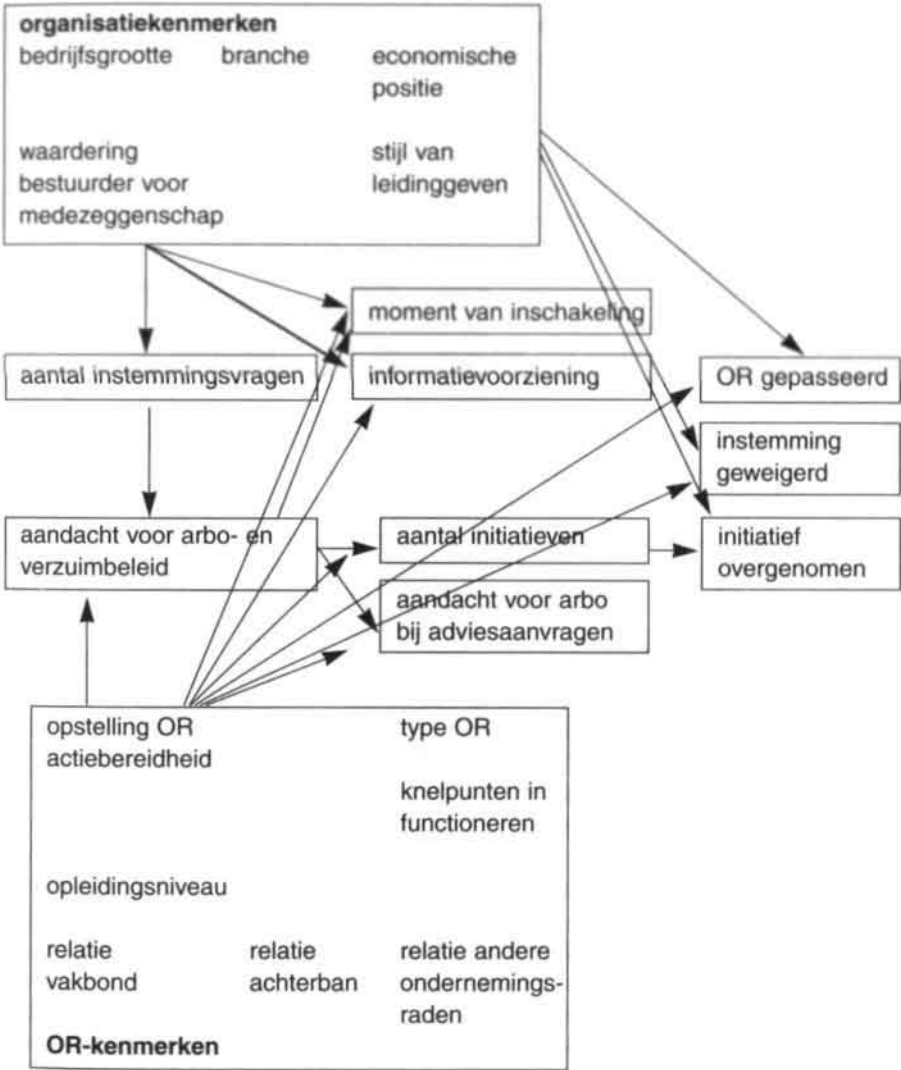 organisatiekenmerken
bedrijfsgrootte branche economische
positie
waardering stijl van
bestuurder voor leidinggeven
medezeggenschap
moment van inschakeling
aantal instemmingsvragen informatievoorziening OR gepasseerd
instemming
geweigerd
aandacht voor arbo- en aantal initiatieven initiatief
verzuimbeleid overgenomen
aandacht voor arbo
bij adviesaanvragen
opstelling OR type OR
actiebereidheid
knelpunten in
functioneren
opleidingsniveau
relatie relatie relatie andere
vakbond achterban ondernemings-
raden
OR-kenmerken